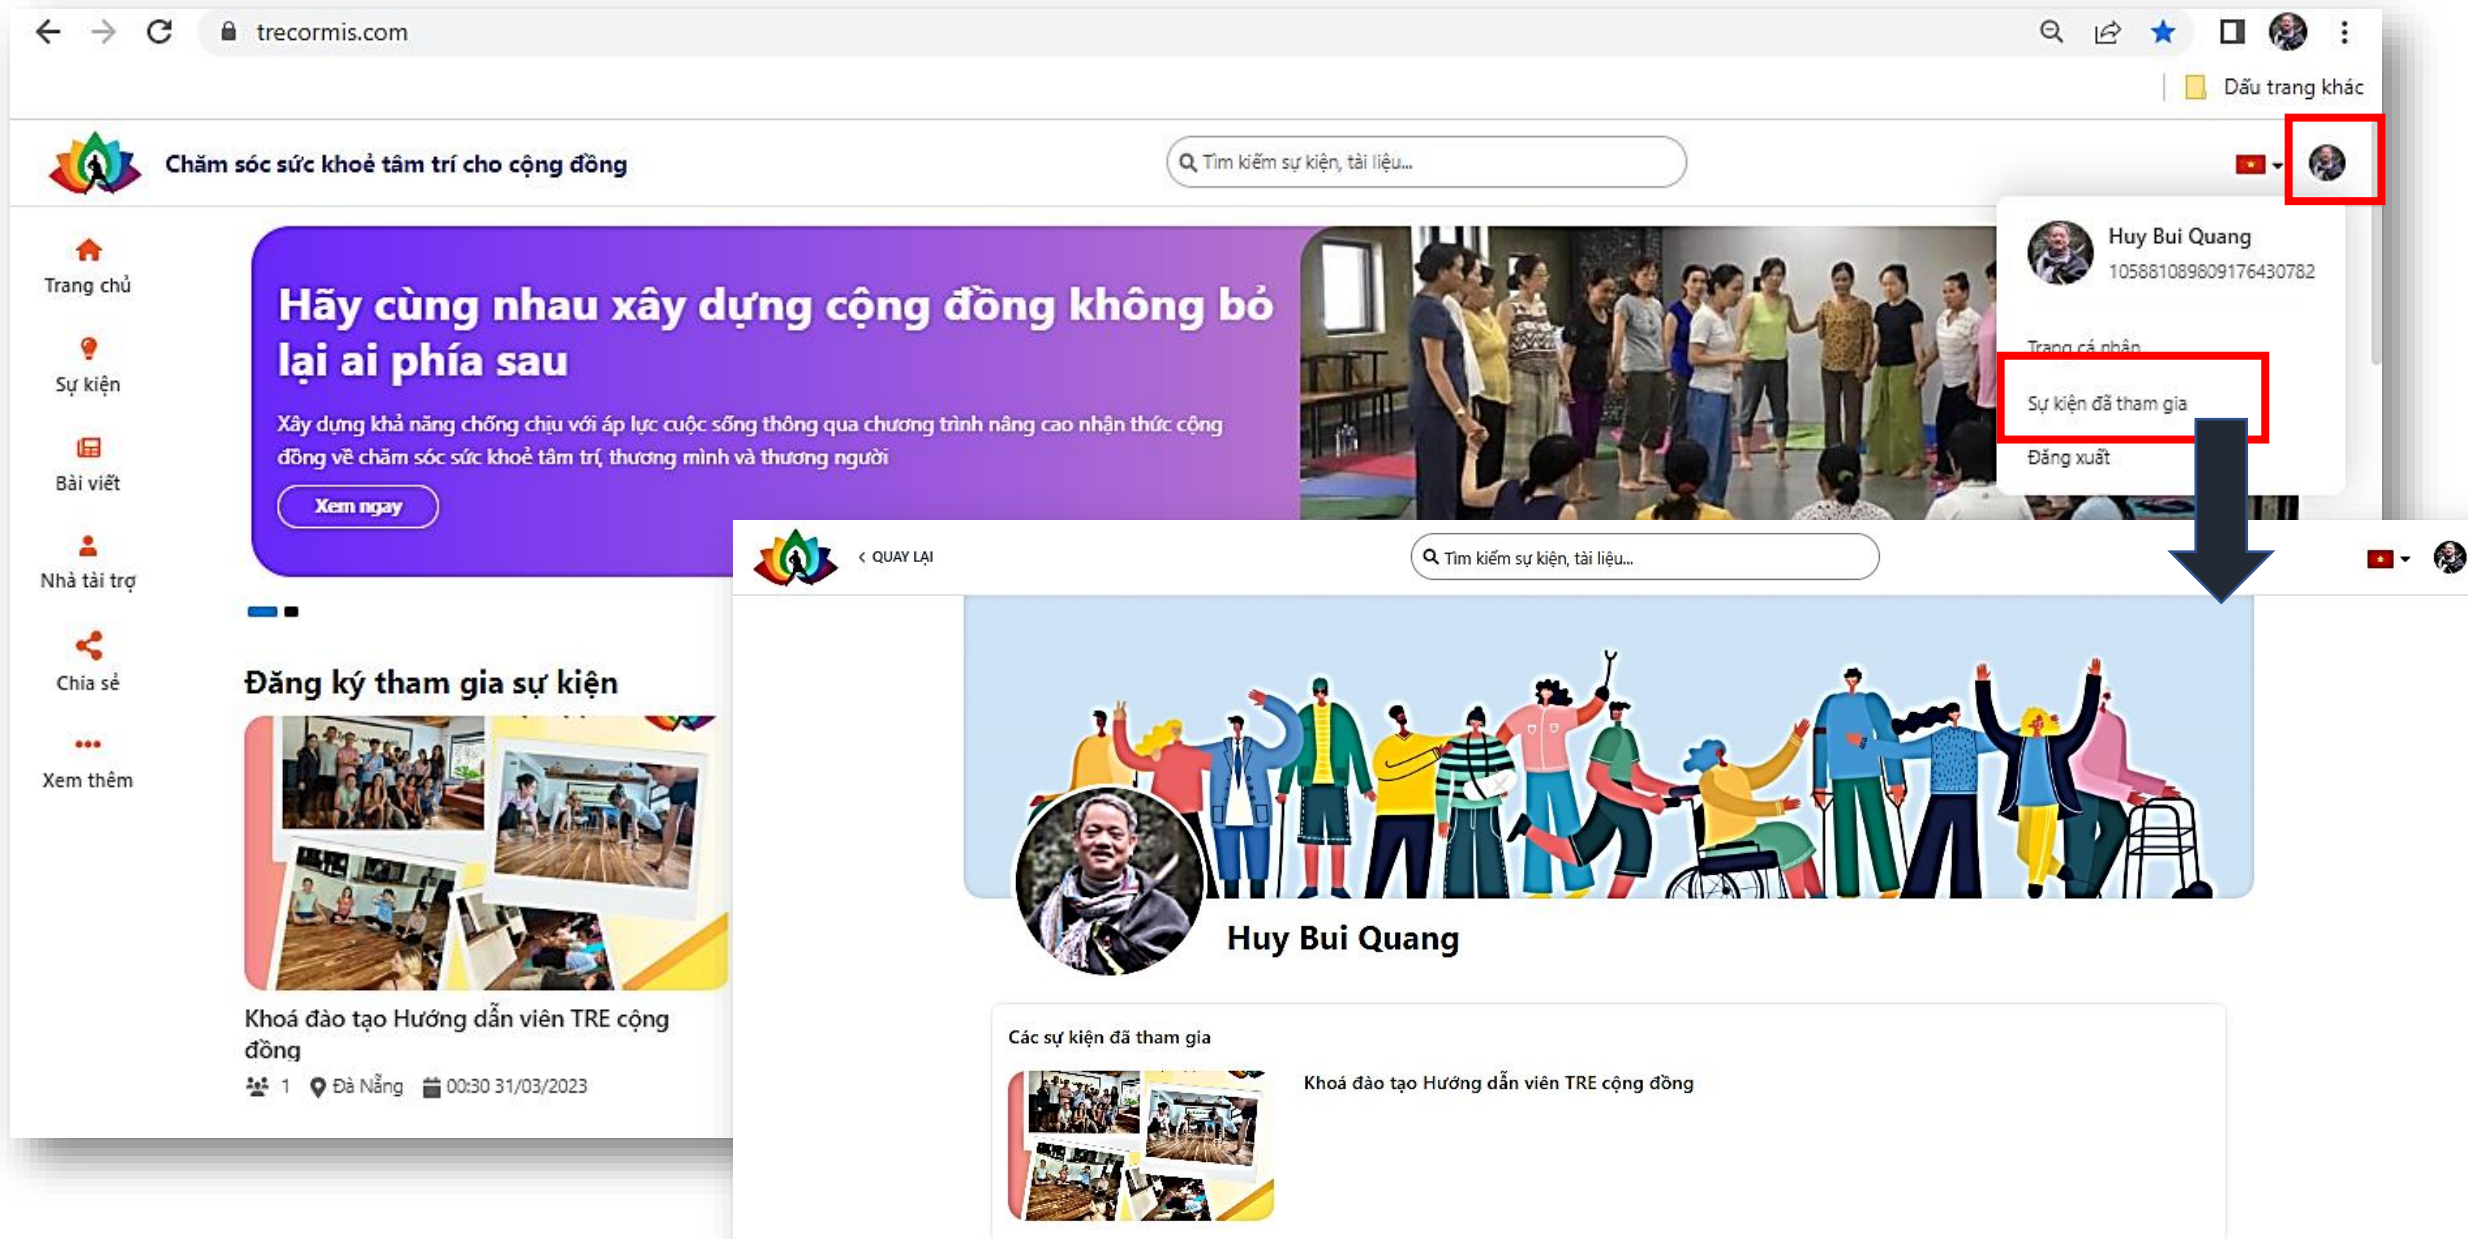 trecormis.com
Dấu trang khác
Chăm sóc sức khoẻ tâm trí cho cộng đồng
Tìm kiếm sự kiện, tài liệu...
Huy Bui Quang
105881089809176430782
Trang cá nhân
Sự kiện đã tham gia
Đăng xuất
Trang chủ
Sự kiện
Bài viết
Nhà tài trợ
Chia sẻ
Xem thêm
Hãy cùng nhau xây dựng cộng đồng không bỏ
lại ai phía sau
Xây dựng khả năng chống chịu với áp lực cuộc sống thông qua chương trình nâng cao nhận thức cộng
đồng về chăm sóc sức khoẻ tâm trí, thương mình và thương người
Xem ngay
Đăng ký tham gia sự kiện
Khoá đào tạo Hướng dẫn viên TRE cộng
đồng
1 Đà Nẵng 00:30 31/03/2023
< QUAY LẠI
Tìm kiếm sự kiện, tài liệu...
Huy Bui Quang
Các sự kiện đã tham gia
Khoá đào tạo Hướng dẫn viên TRE cộng đồng